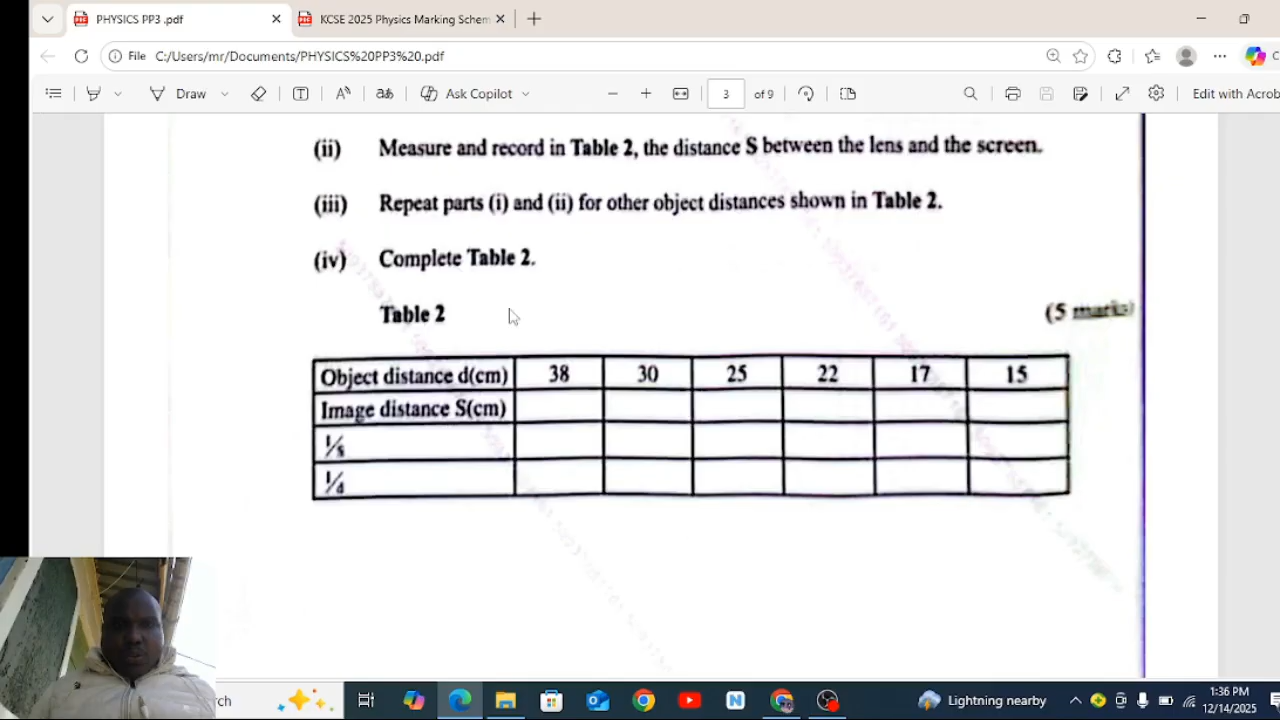 PHYSICS PP3 .pdf
KCSE 2025 Physics Marking Schem
File C:/Users/mr/Documents/PHYSICS%20PP3%20.pdf
Draw
Ask Copilot
3 of 9
Edit with Acrob
(ii) Measure and record in Table 2, the distance S between the lens and the screen.
(iii) Repeat parts (i) and (ii) for other object distances shown in Table 2.
(iv) Complete Table 2.
Table 2 (5 marks)
Object distance d(cm) 38 30 25 22 17 15
Image distance S(cm)
1/s
1/d
rch
Lightning nearby
1:36 PM
12/14/2025